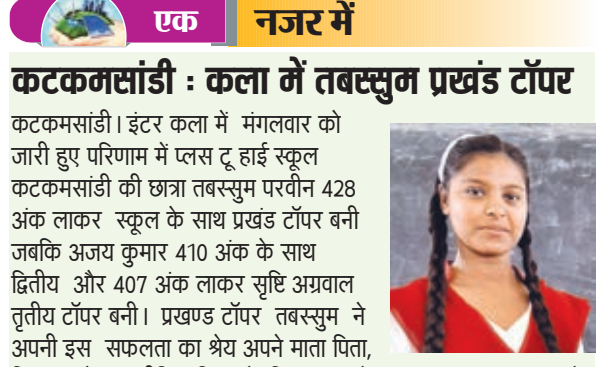 एक नजर में
कटकमसांडी : कला में तबस्सुम प्रखंड टॉपर
कटकमसांडी। इंटर कला में मंगलवार को
जारी हुए परिणाम में प्लस टू हाई स्कूल
कटकमसांडी की छात्रा तबस्सुम परवीन 428
अंक लाकर स्कूल के साथ प्रखंड टॉपर बनी
जबकि अजय कुमार 410 अंक के साथ
द्वितीय और 407 अंक लाकर सृष्टि अग्रवाल
तृतीय टॉपर बनी। प्रखण्ड टॉपर तबस्सुम ने
अपनी इस सफलता का श्रेय अपने माता पिता,